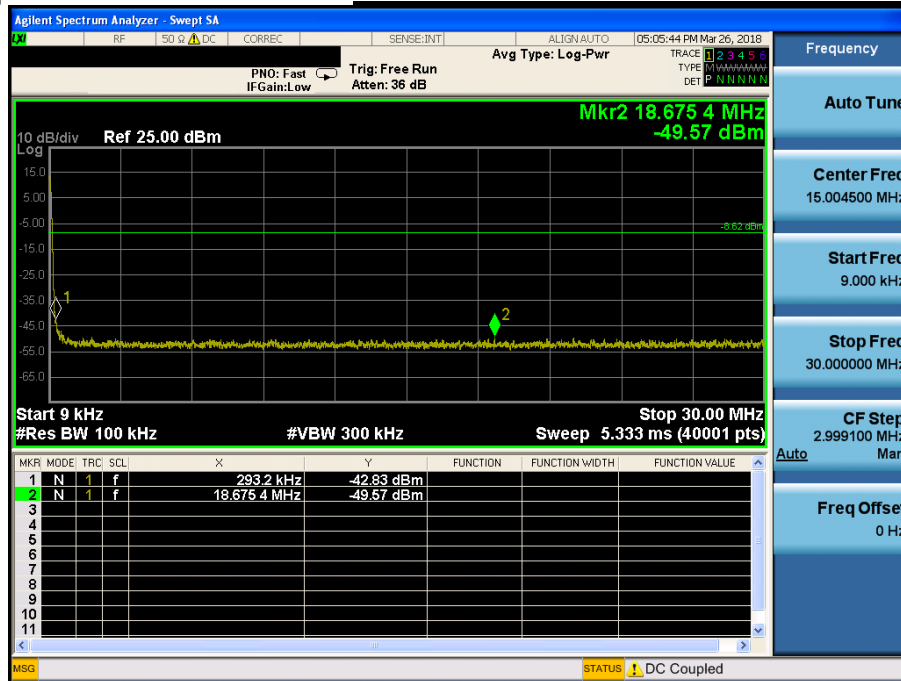 Agilent Spectrum Analyzer - Swept SA
LXI RF 50 Ω DC CORREC SENSE:INT ALIGN AUTO 05:05:44 PM Mar 26, 2018
Frequency
PNO: Fast
IFGain:Low
Trig: Free Run
Atten: 36 dB
Avg Type: Log-Pwr
TRACE 1 2 3 4 5 6
TYPE M W W W W W
DET P N N N N N
Auto Tune
Mkr2 18.675 4 MHz
-49.57 dBm
10 dB/div Ref 25.00 dBm
Log
15.0
5.00
-5.00
-8.62 dBm
-15.0
-25.0
-35.0
-45.0
-55.0
-65.0
1
2
Center Freq
15.004500 MHz
Start Freq
9.000 kHz
Stop Freq
30.000000 MHz
Start 9 kHz Stop 30.00 MHz
#Res BW 100 kHz #VBW 300 kHz Sweep 5.333 ms (40001 pts)
CF Step
2.999100 MHz
Auto Man
MKR MODE TRC SCL X Y FUNCTION FUNCTION WIDTH FUNCTION VALUE
1 N 1 f 293.2 kHz -42.83 dBm
2 N 1 f 18.675 4 MHz -49.57 dBm
3
4
5
6
7
8
9
10
11
Freq Offset
0 Hz
MSG STATUS DC Coupled